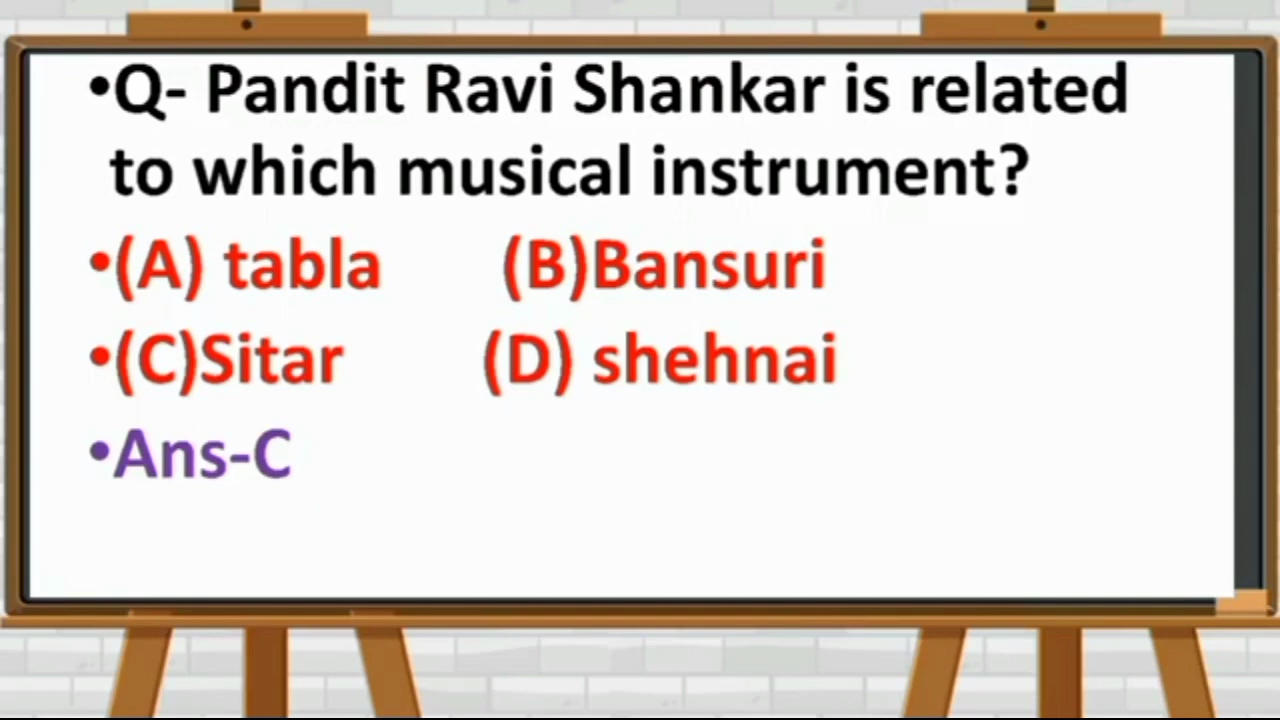 •Q- Pandit Ravi Shankar is related
to which musical instrument?
•(A) tabla (B)Bansuri
•(C)Sitar (D) shehnai
•Ans-C